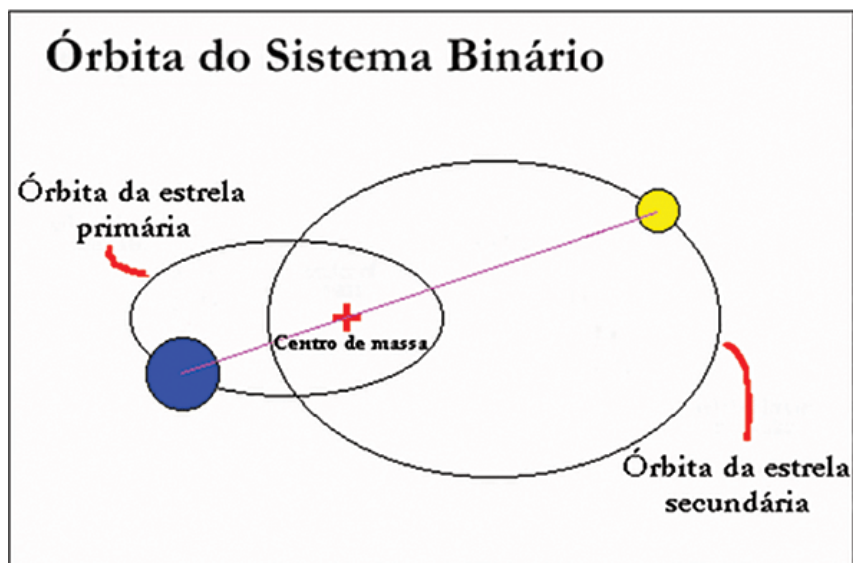 Órbita do Sistema Binário
Órbita da estrela
primária
Centro de massa
Órbita da estrela
secundária